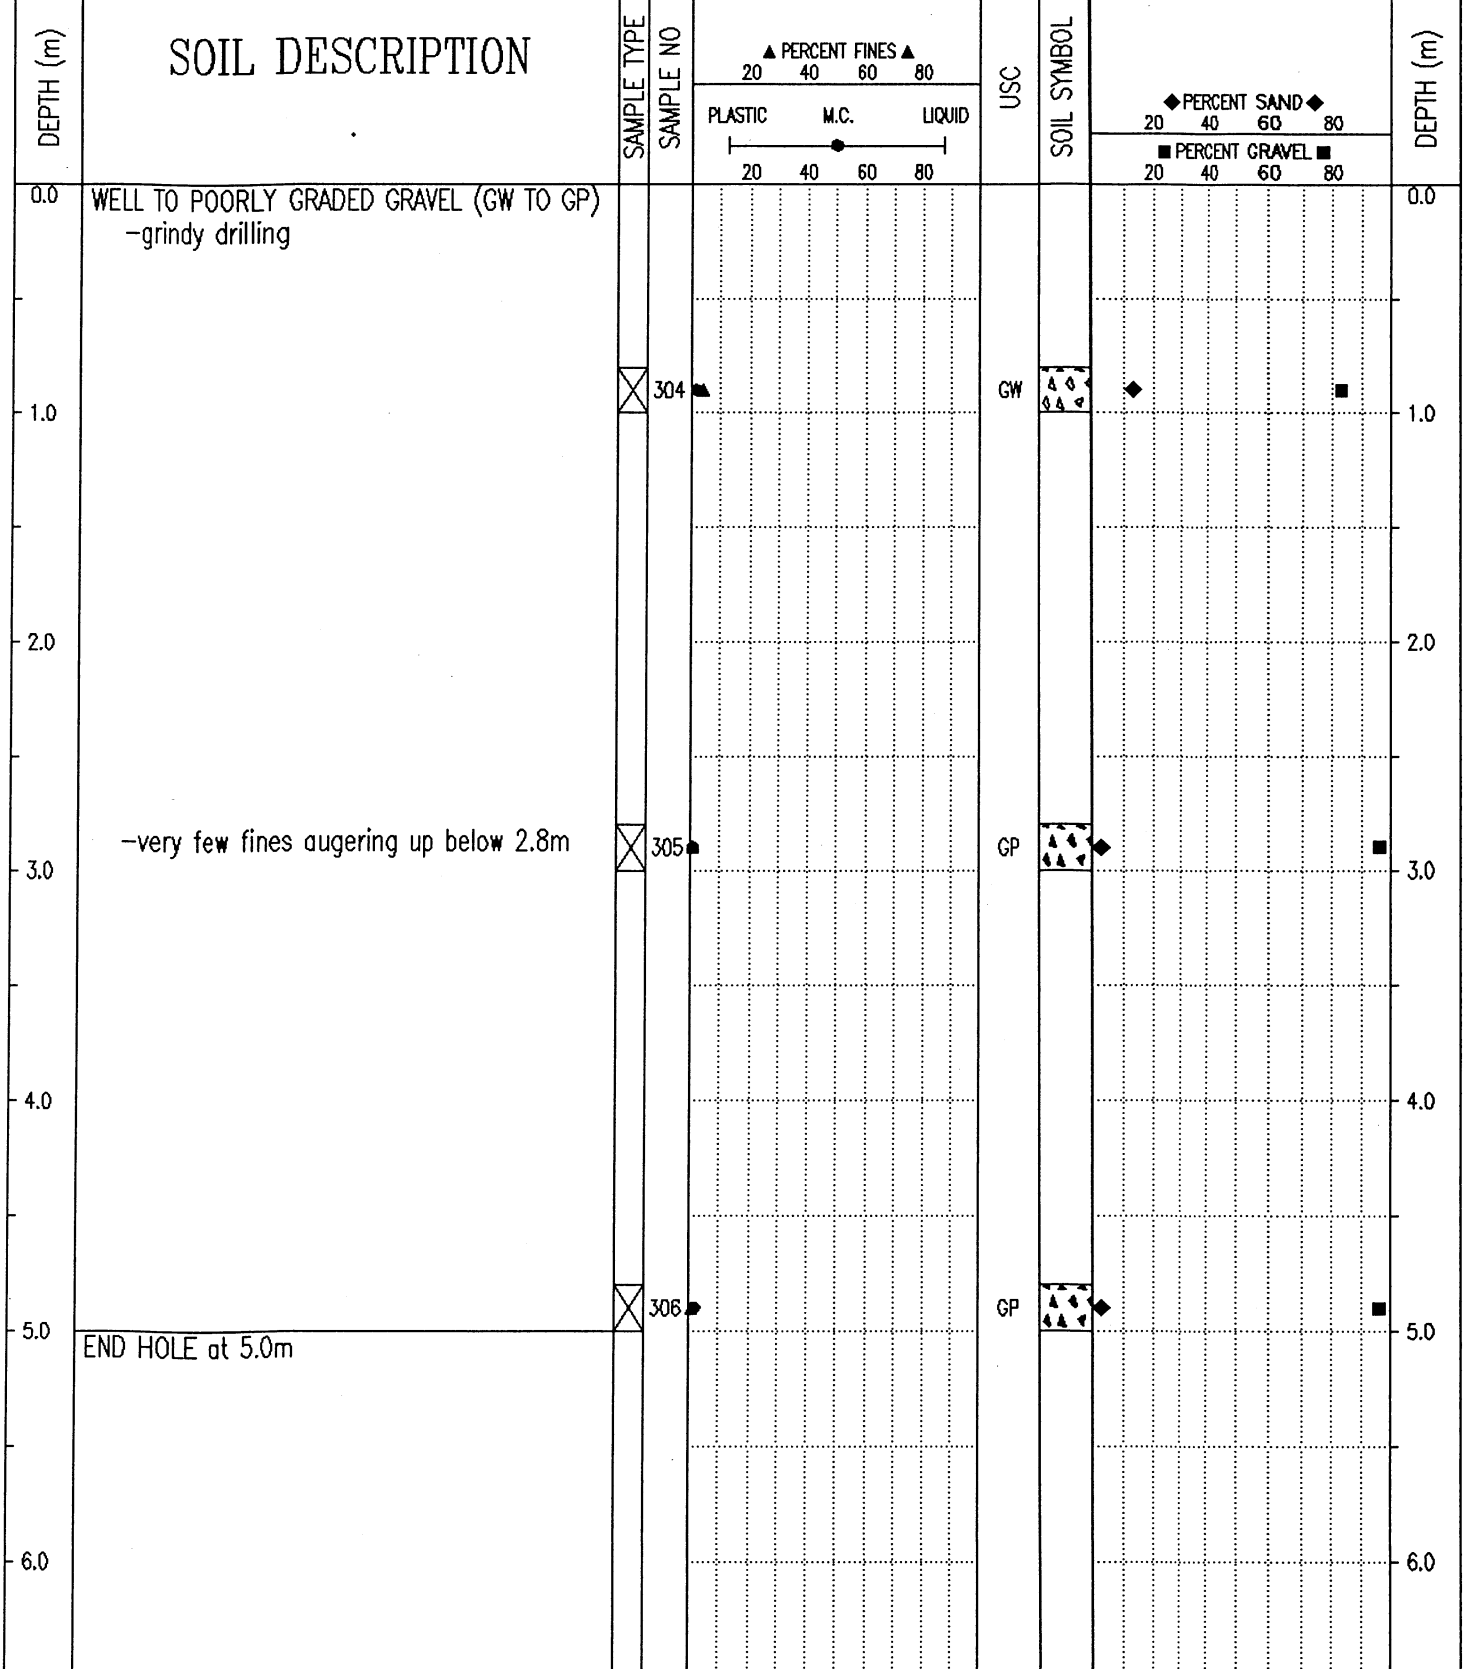 DEPTH (m)
SOIL DESCRIPTION
SAMPLE TYPE
SAMPLE NO
▲ PERCENT FINES ▲
20 40 60 80
PLASTIC M.C. LIQUID
20 40 60 80
USC
SOIL SYMBOL
◆ PERCENT SAND ◆
20 40 60 80
■ PERCENT GRAVEL ■
20 40 60 80
DEPTH (m)
0.0 WELL TO POORLY GRADED GRAVEL (GW TO GP) 0.0
-grindy drilling
304 GW
1.0 1.0
2.0 2.0
-very few fines augering up below 2.8m 305 GP
3.0 3.0
4.0 4.0
306 GP
5.0 5.0
END HOLE at 5.0m
6.0 6.0